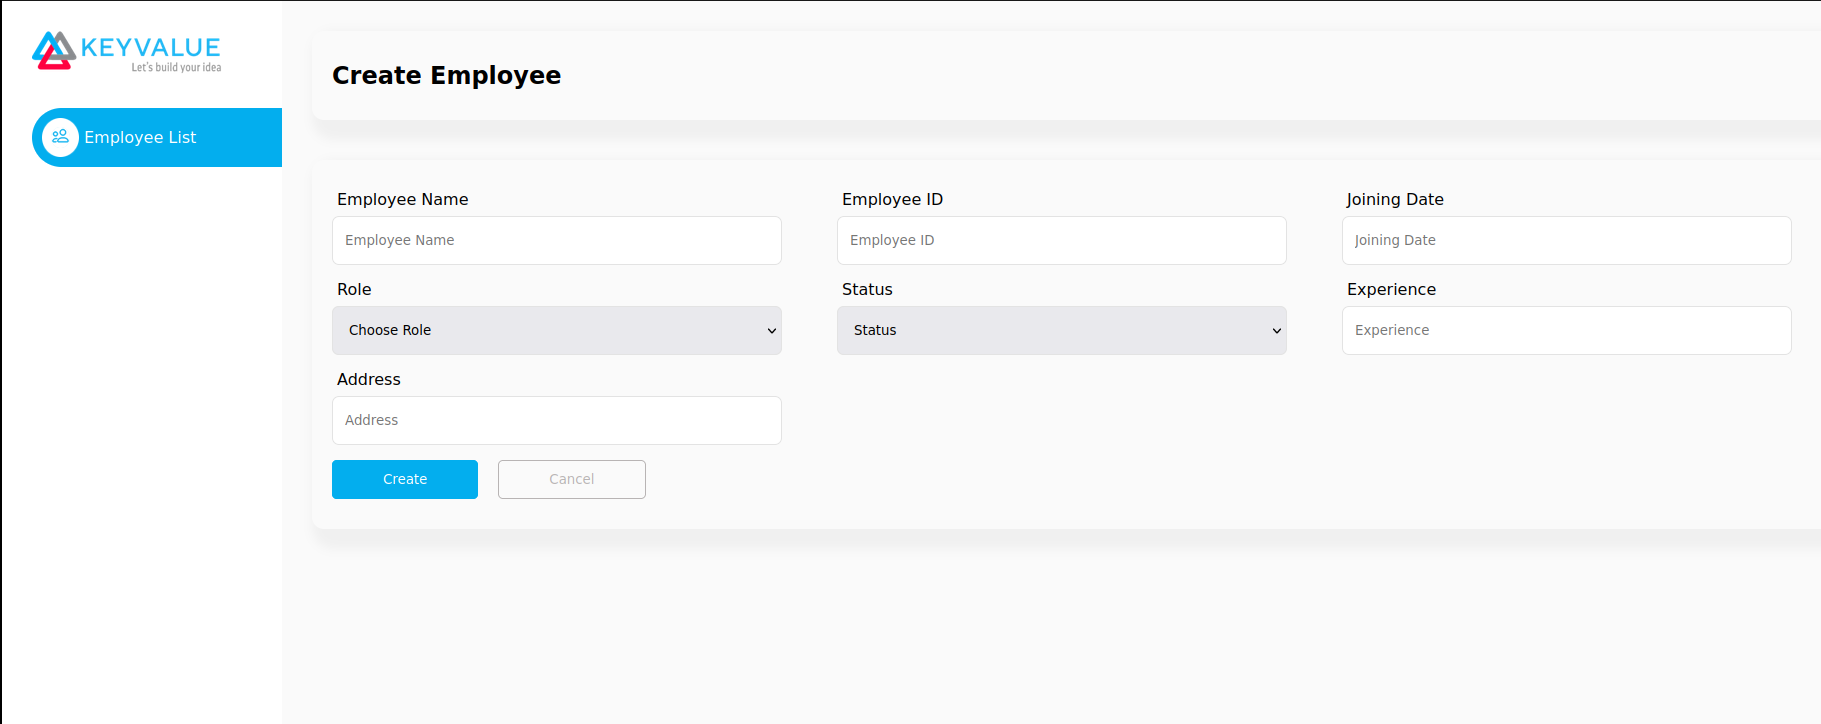 KEYVALUE
Let's build your idea
Employee List
Create Employee
Employee Name
Employee ID
Joining Date
Employee Name
Employee ID
Joining Date
Role
Status
Experience
Choose Role
Status
Experience
Address
Address
Create
Cancel